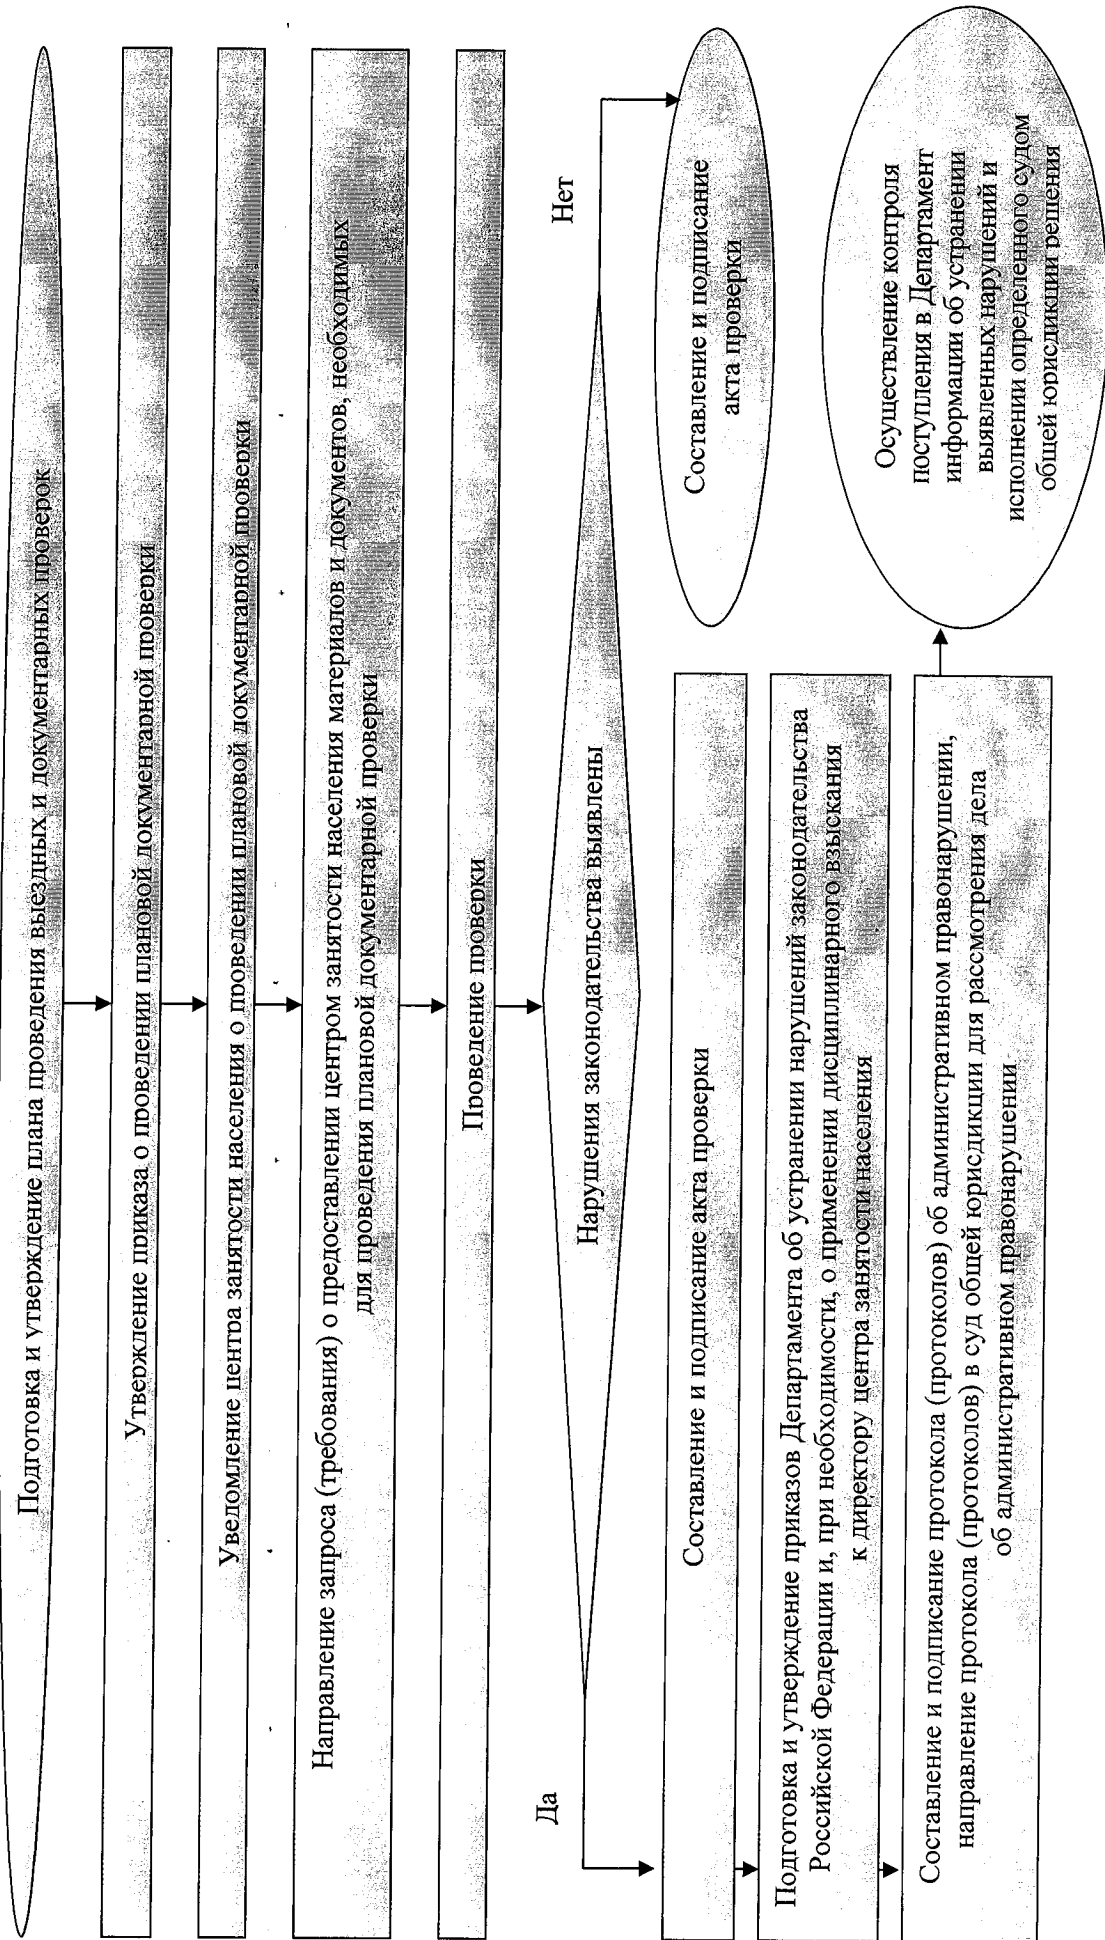 Подготовка и утверждение плана проведения выездных и документарных проверок
Утверждение приказа о проведении плановой документарной проверки
Уведомление центра занятости населения о проведении плановой документарной проверки
Направление запроса (требования) о предоставлении центром занятости населения материалов и документов, необходимых
для проведения плановой документарной проверки
Проведение проверки
Да
Нет
Нарушения законодательства выявлены
Составление и подписание акта проверки
Составление и подписание
акта проверки
Подготовка и утверждение приказов Департамента об устранении нарушений законодательства
Российской Федерации и, при необходимости, о применении дисциплинарного взыскания
к директору центра занятости населения
Составление и подписание протокола (протоколов) об административном правонарушении,
направление протокола (протоколов) в суд общей юрисдикции для рассмотрения дела
об административном правонарушении
Осуществление контроля
поступления в Департамент
информации об устранении
выявленных нарушений и
исполнении определенного судом
общей юрисдикции решения